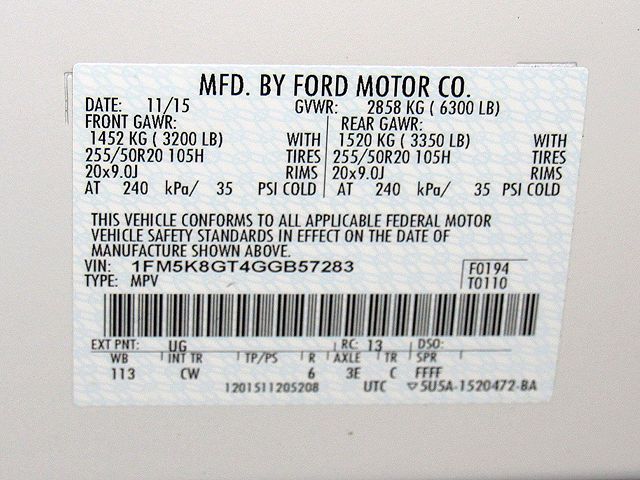 MFD. BY FORD MOTOR CO.
DATE: 11/15 GVWR: 2858 KG ( 6300 LB)
FRONT GAWR: REAR GAWR:
1452 KG ( 3200 LB) WITH 1520 KG ( 3350 LB) WITH
255/50R20 105H TIRES 255/50R20 105H TIRES
20x9.0J RIMS 20x9.0J RIMS
AT 240 kPa/ 35 PSI COLD AT 240 kPa/ 35 PSI COLD
THIS VEHICLE CONFORMS TO ALL APPLICABLE FEDERAL MOTOR
VEHICLE SAFETY STANDARDS IN EFFECT ON THE DATE OF
MANUFACTURE SHOWN ABOVE.
VIN: 1FM5K8GT4GGB57283 F0194
TYPE: MPV T0110
EXT PNT: UG RC: 13 DSO:
WB INT TR TP/PS R AXLE TR SPR
113 CW 6 3E C FFFF
1201511205208 UTC ▽5U5A-1520472-BA